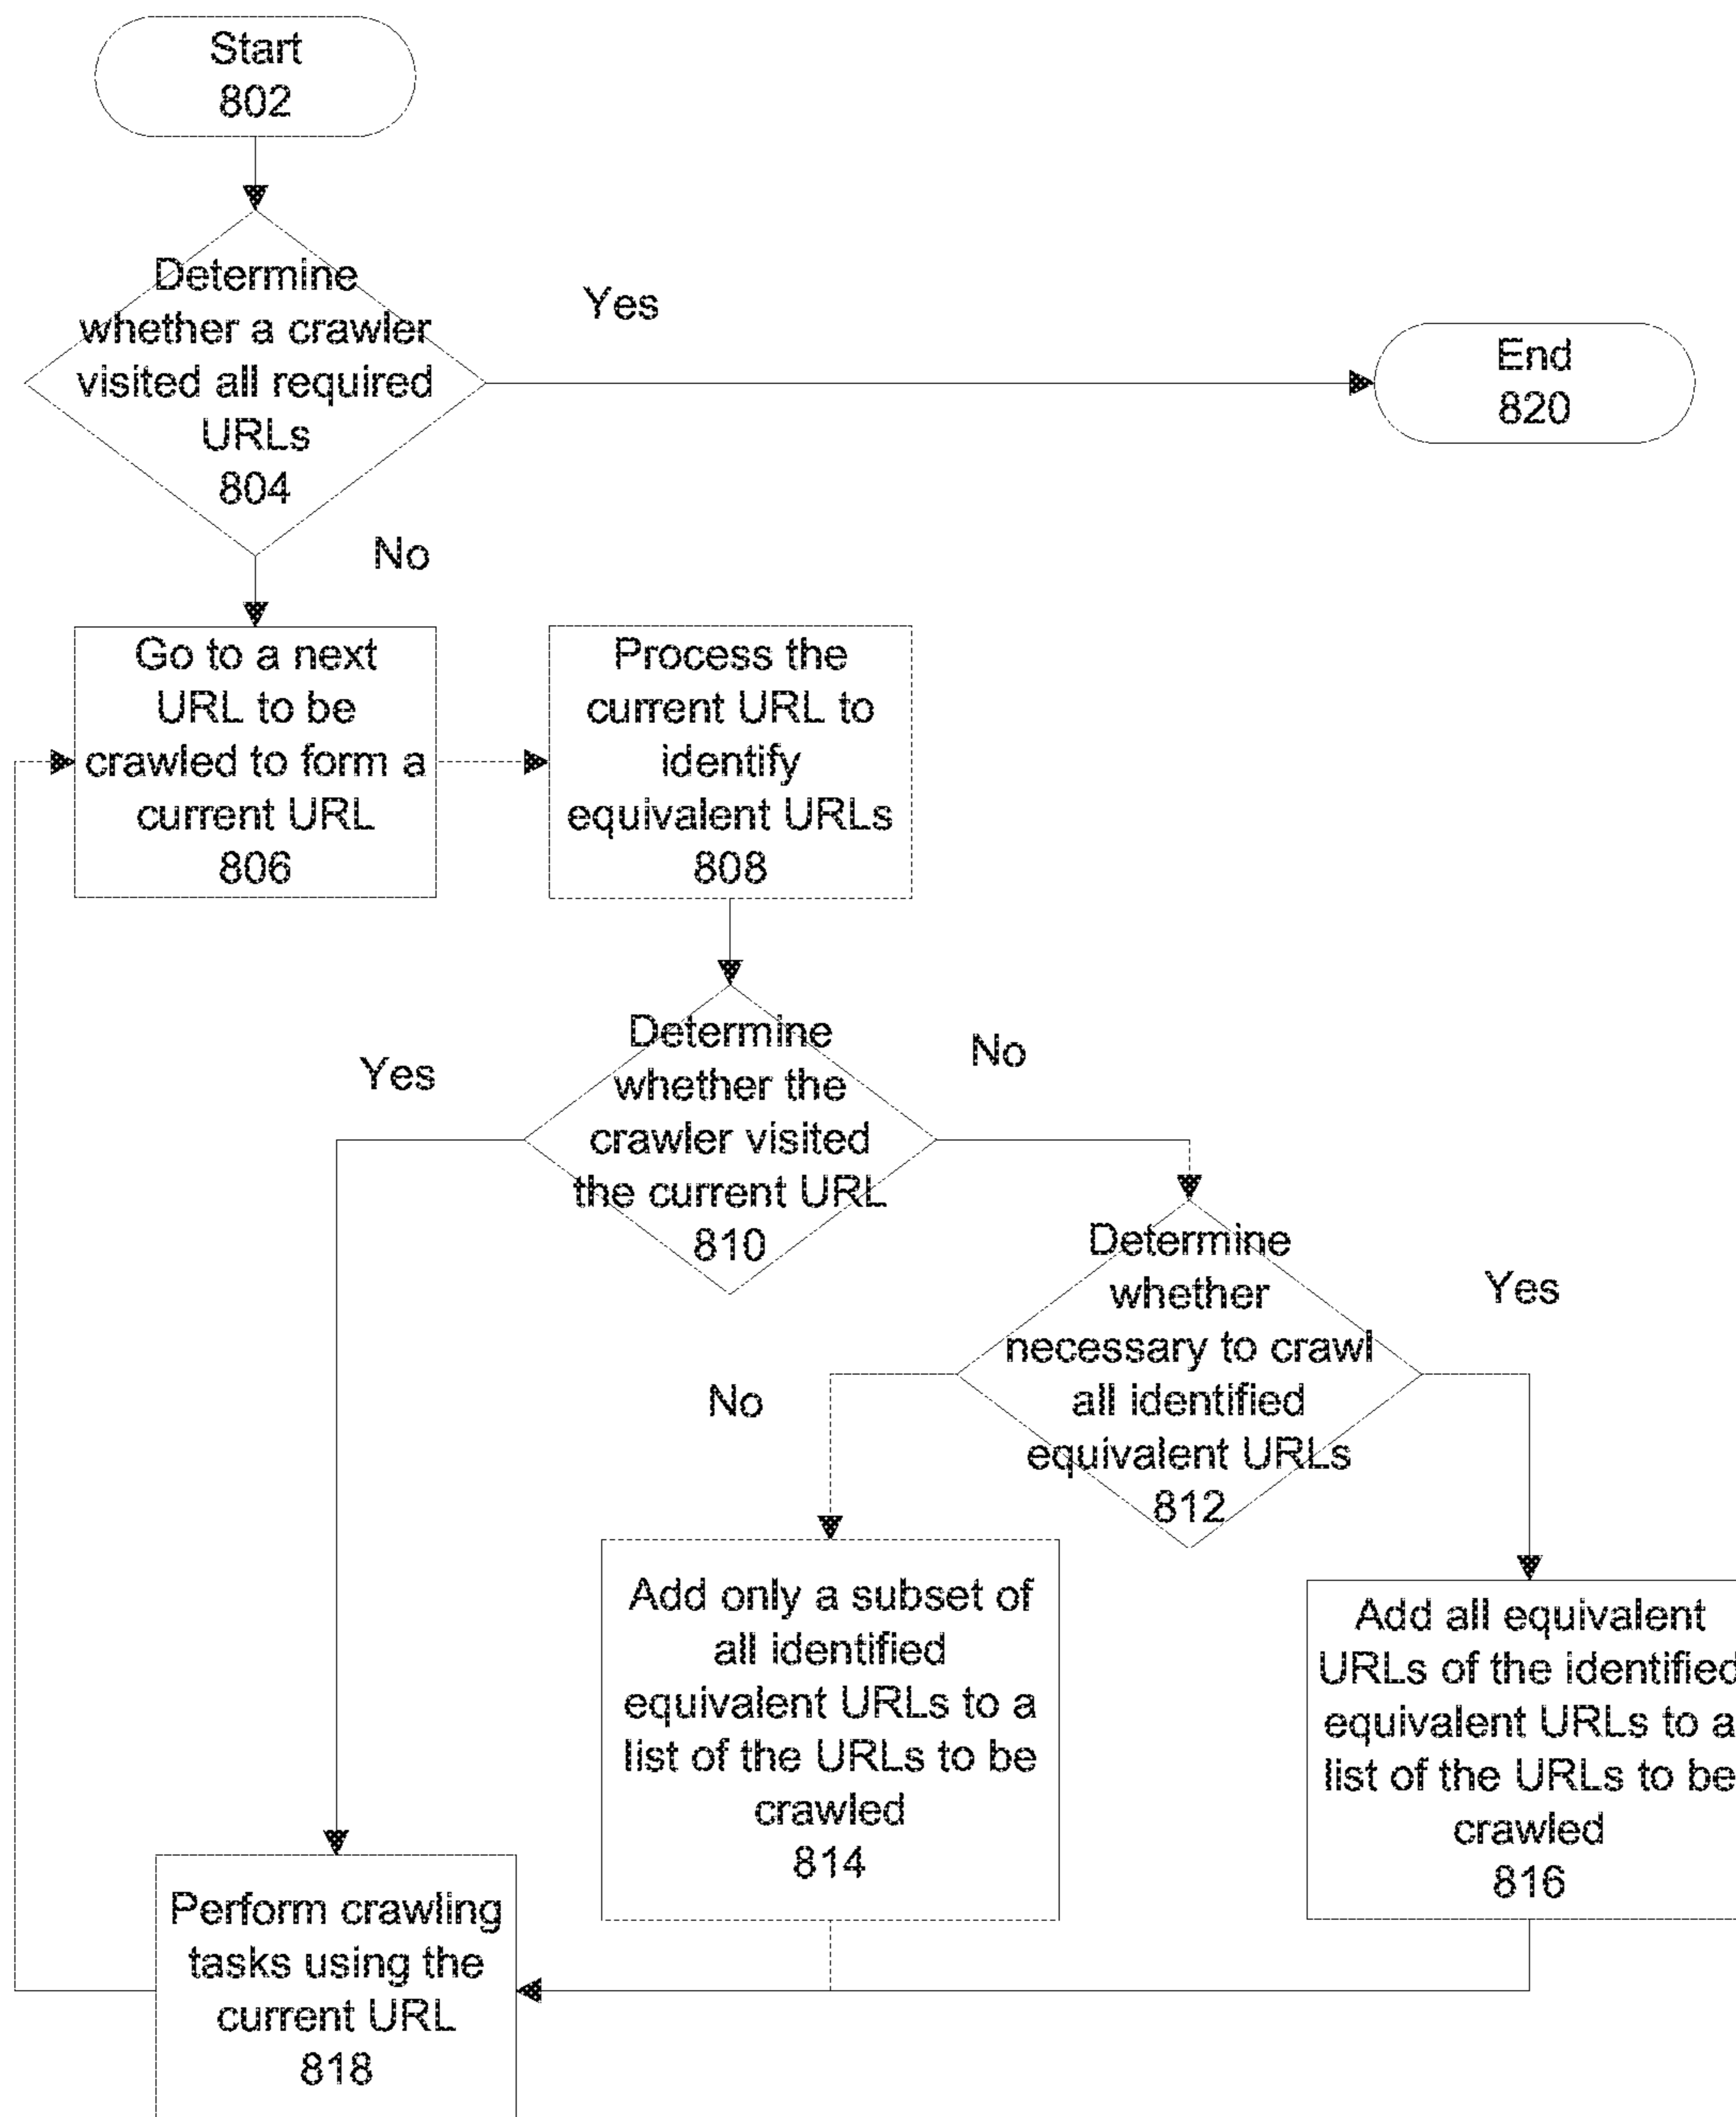 Start
802
Determine
whether a crawler
visited all required
URLs
804
Yes
End
820
No
Go to a next
URL to be
crawled to form a
current URL
806
Process the
current URL to
identify
equivalent URLs
808
Determine
whether the
crawler visited
the current URL
810
Yes
No
Determine
whether
necessary to crawl
all identified
equivalent URLs
812
No
Yes
Add only a subset of
all identified
equivalent URLs to a
list of the URLs to be
crawled
814
Add all equivalent
URLs of the identified
equivalent URLs to a
list of the URLs to be
crawled
816
Perform crawling
tasks using the
current URL
818